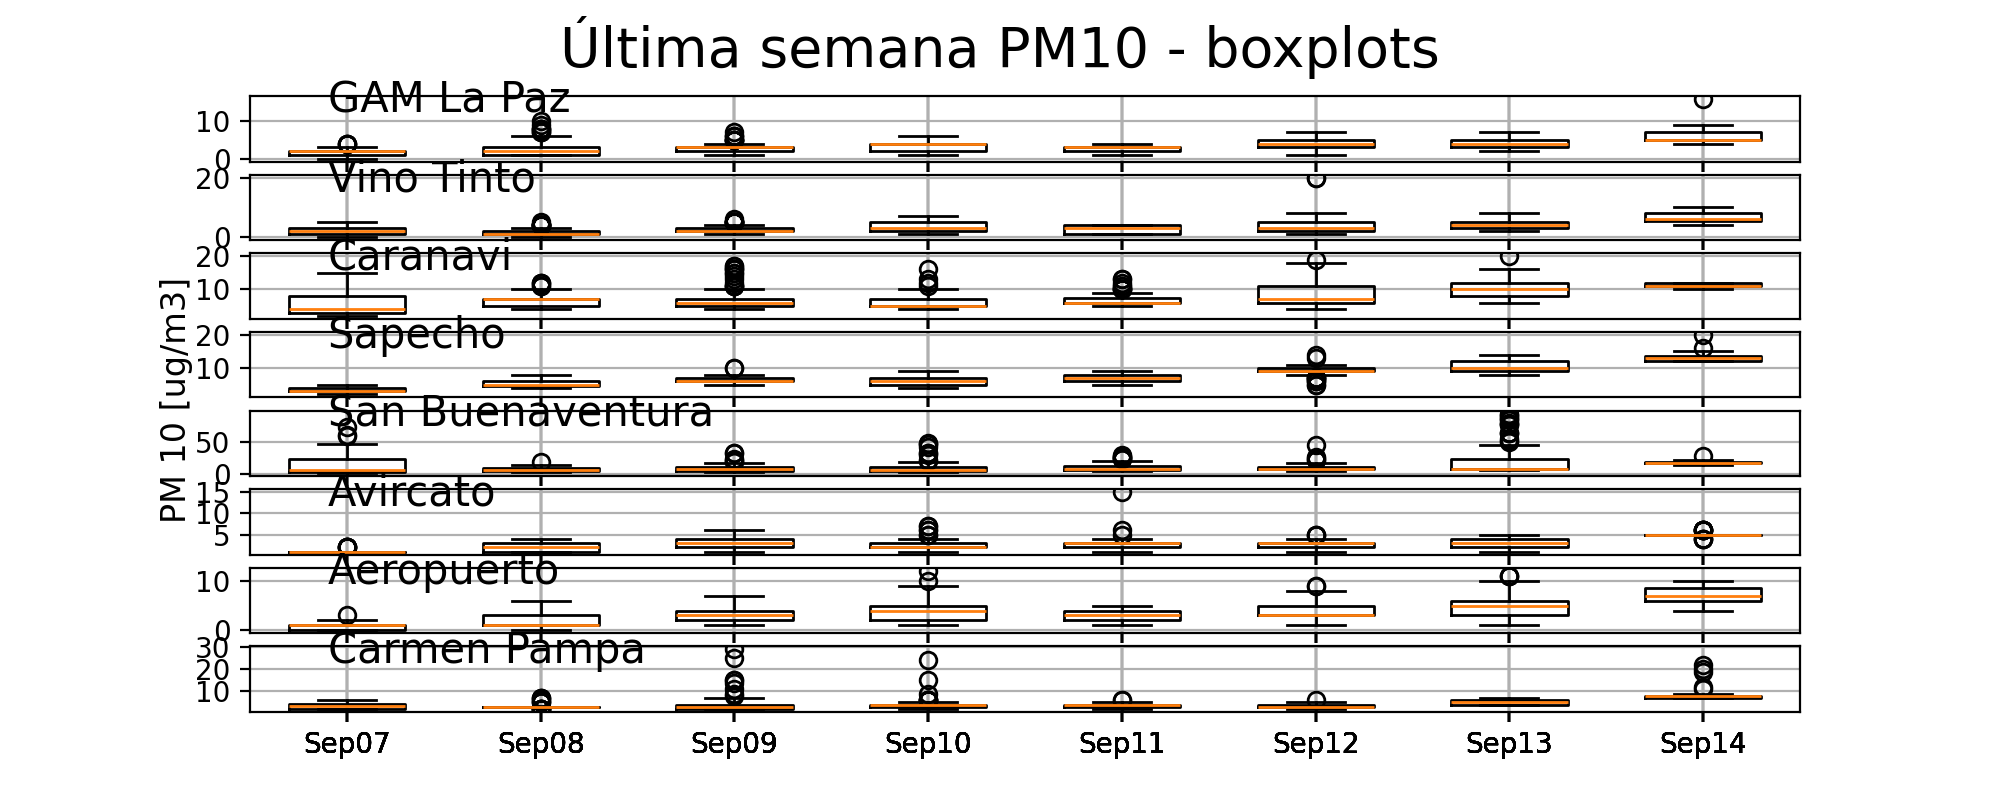 Última semana PM10 - boxplots
GAM La Paz
10
0
Vino Tinto
20
0
Caranavi
20
10
Sapecho
20
10
San Buenaventura
50
0
Avircato
15
10
5
Aeropuerto
10
0
Carmen Pampa
30
20
10
PM 10 [ug/m3]
Sep07 Sep08 Sep09 Sep10 Sep11 Sep12 Sep13 Sep14